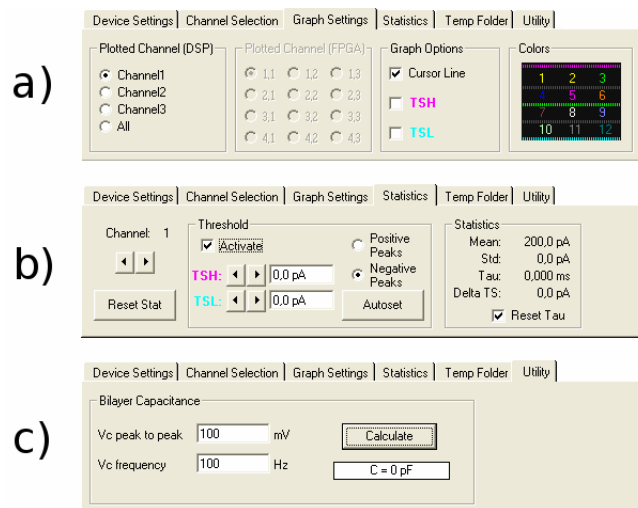 a)
Device Settings Channel Selection Graph Settings Statistics Temp Folder Utility
Plotted Channel (DSP) Plotted Channel (FPGA) Graph Options Colors
Channel1 1,1 1,2 1,3 Cursor Line 1 2 3
Channel2 2,1 2,2 2,3 TSH 4 5 6
Channel3 3,1 3,2 3,3 7 8 9
All 4,1 4,2 4,3 TSL 10 11 12
b)
Device Settings Channel Selection Graph Settings Statistics Temp Folder Utility
Channel: 1 Threshold Statistics
Activate Positive Peaks Mean: 200,0 pA
Std: 0,0 pA
TSH: 0,0 pA Negative Peaks Tau: 0,000 ms
Delta TS: 0,0 pA
Reset Stat TSL: 0,0 pA Autoset Reset Tau
c)
Device Settings Channel Selection Graph Settings Statistics Temp Folder Utility
Bilayer Capacitance
Vc peak to peak 100 mV Calculate
Vc frequency 100 Hz C = 0 pF